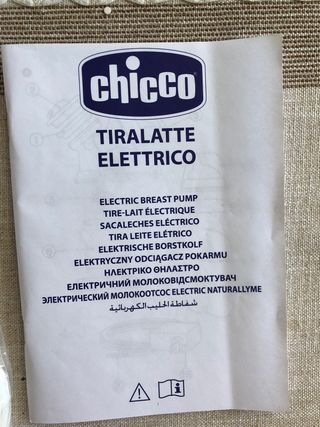 chicco
TIRALATTE
ELETTRICO
ELECTRIC BREAST PUMP
TIRE-LAIT ÉLECTRIQUE
SACALECHES ELÉCTRICO
TIRA LEITE ELÉTRICO
ELEKTRISCHE BORSTKOLF
ELEKTRYCZNY ODCIĄGACZ POKARMU
ΗΛΕΚΤΡΙΚΟ ΘΗΛΑΣΤΡΟ
ЕЛЕКТРИЧНИЙ МОЛОКОВІДСМОКТУВАЧ
ЭЛЕКТРИЧЕСКИЙ МОЛОКООТСОС ELECTRIC NATURALLYME
شفاطة الحليب الكهربائية